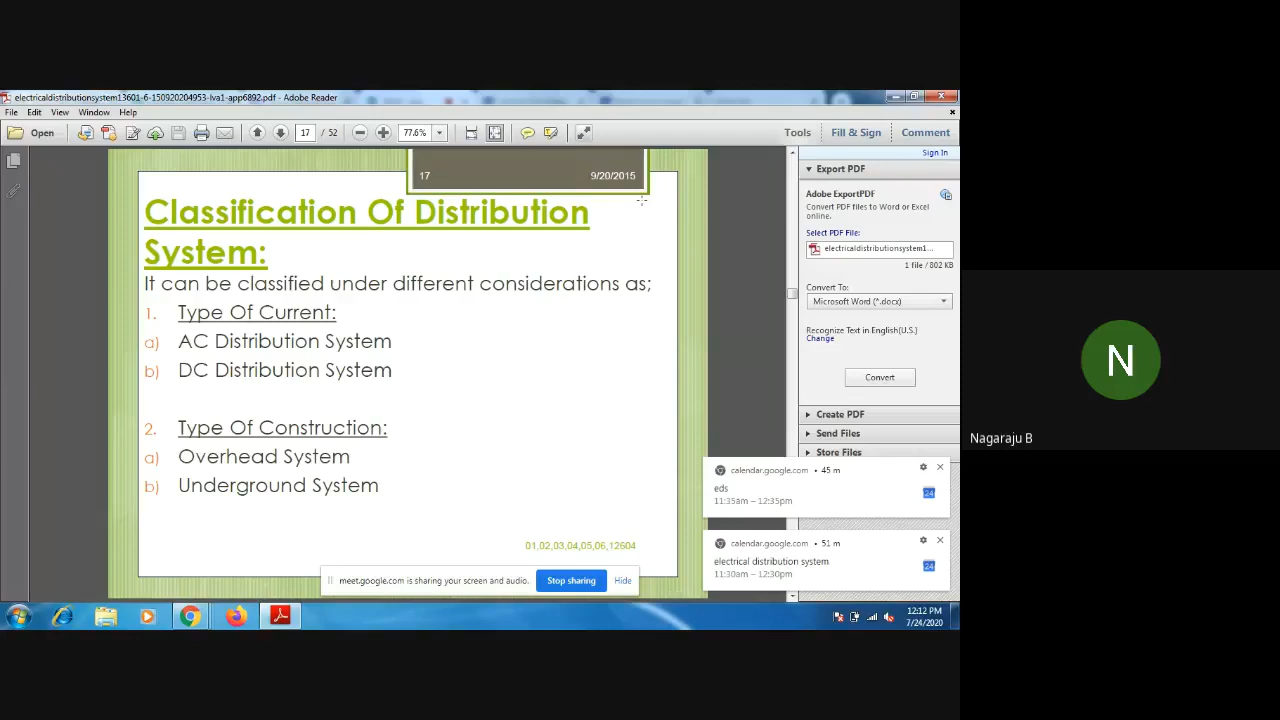 electricaldistributionsystem13601-6-150920204953-lva1-app6892.pdf - Adobe Reader
File Edit View Window Help
Open 17 / 52 77.6% Tools Fill & Sign Comment
Sign In
17 9/20/2015
Classification Of Distribution
System:
It can be classified under different considerations as;
1. Type Of Current:
a) AC Distribution System
b) DC Distribution System
2. Type Of Construction:
a) Overhead System
b) Underground System
01,02,03,04,05,06,12604
Export PDF
Adobe ExportPDF
Convert PDF files to Word or Excel
online.
Select PDF File:
electricaldistributionsystem1...
1 file / 802 KB
Convert To:
Microsoft Word (*.docx)
Recognize Text in English(U.S.)
Change
Convert
Create PDF
Send Files
Store Files
calendar.google.com • 45 m
eds
11:35am – 12:35pm
24
calendar.google.com • 51 m
electrical distribution system
11:30am – 12:30pm
24
meet.google.com is sharing your screen and audio. Stop sharing Hide
12:12 PM
7/24/2020
N
Nagaraju B